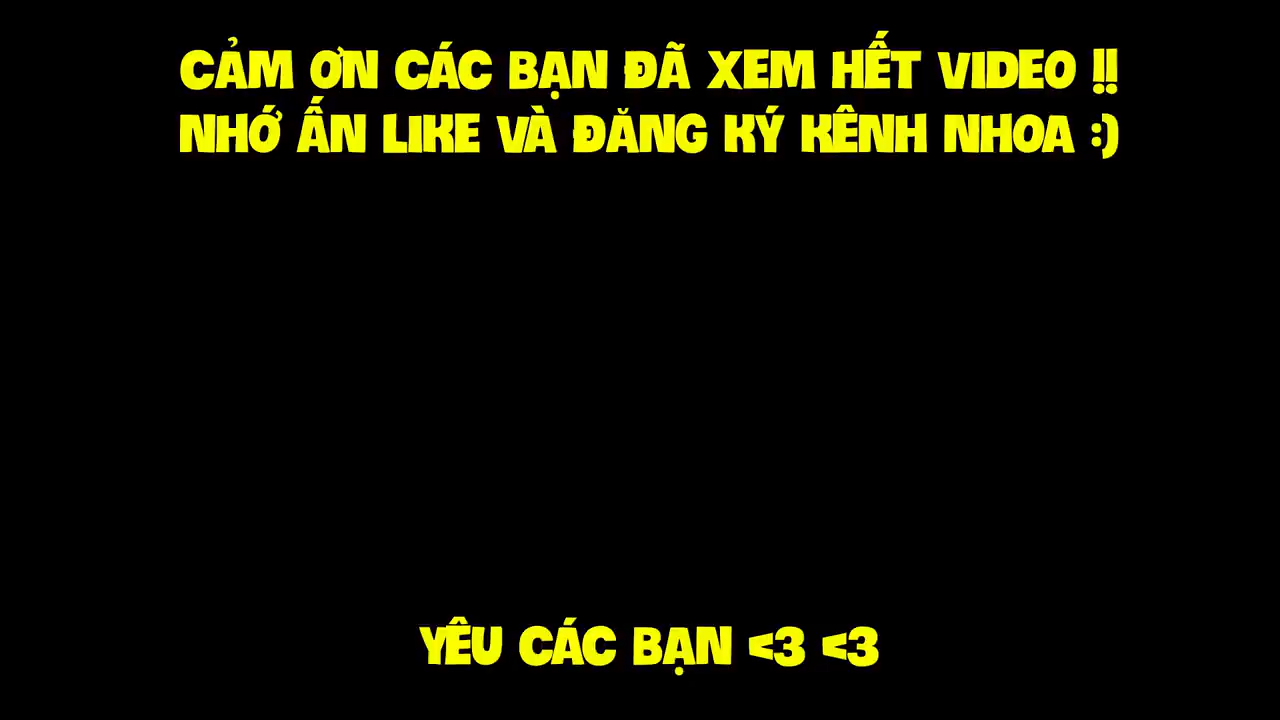 CẢM ƠN CÁC BẠN ĐÃ XEM HẾT VIDEO !!
NHỚ ẤN LIKE VÀ ĐĂNG KÝ KÊNH NHOA :)
YÊU CÁC BẠN <3 <3